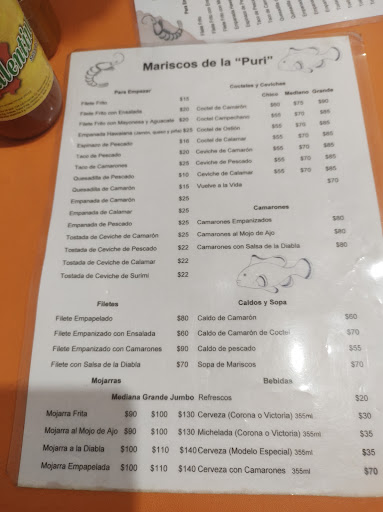 Mariscos de la "Puri"
Para Empezar
Filete Frito $15
Filete Frito con Ensalada $20
Filete Frito con Mayonesa y Aguacate $20
Empanada Hawaiana $25
Espinazo de Pescado $16
Taco de Pescado $20
Taco de Camarones $25
Quesadilla de Pescado $10
Quesadilla de Camarón $15
Empanada de Camarón $25
Empanada de Calamar $25
Empanada de Pescado $25
Tostada de Ceviche de Camarón $25
Tostada de Ceviche de Pescado $22
Tostada de Ceviche de Calamar $22
Tostada de Ceviche de Surimi $22
Cocteles y Ceviches
Chico Mediano Grande
Coctel de Camarón $60 $70 $85
Coctel Campechano $55 $70 $85
Coctel de Ostión $55 $70 $85
Coctel de Calamar $55 $70 $85
Ceviche de Camarón $55 $70 $85
Ceviche de Pescado $55 $70 $85
Ceviche de Calamar $55 $70 $85
Vuelve a la Vida $70
Camarones
Camarones Empanizados $80
Camarones al Mojo de Ajo $80
Camarones con Salsa de la Diabla $80
Filetes
Filete Empapelado $80
Filete Empanizado con Ensalada $60
Filete Empanizado con Camarones $90
Filete con Salsa de la Diabla $70
Caldos y Sopa
Caldo de Camarón $60
Caldo de Camarón de Coctel $70
Caldo de pescado $55
Sopa de Mariscos $70
Mojarras
Mediana Grande Jumbo
Mojarra Frita $90 $100 $130
Mojarra al Mojo de Ajo $90 $100 $130
Mojarra a la Diabla $100 $110 $140
Mojarra Empapelada $100 $110 $140
Bebidas
Refrescos $20
Cerveza (Corona o Victoria) 355ml. $30
Michelada (Corona o Victoria) 355ml $35
Cerveza (Modelo Especial) 355ml $35
Cerveza con Camarones 355ml $70